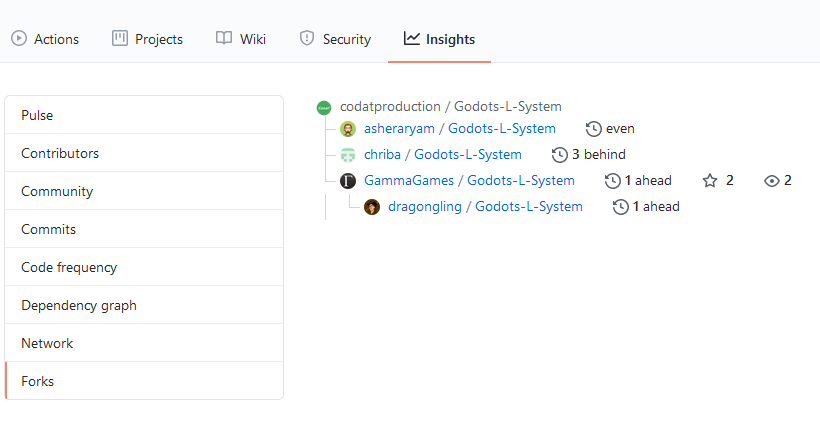 Actions Projects Wiki Security Insights
Pulse
Contributors
Community
Commits
Code frequency
Dependency graph
Network
Forks
codatproduction / Godots-L-System
asheraryam / Godots-L-System even
chriba / Godots-L-System 3 behind
GammaGames / Godots-L-System 1 ahead 2 2
dragongling / Godots-L-System 1 ahead